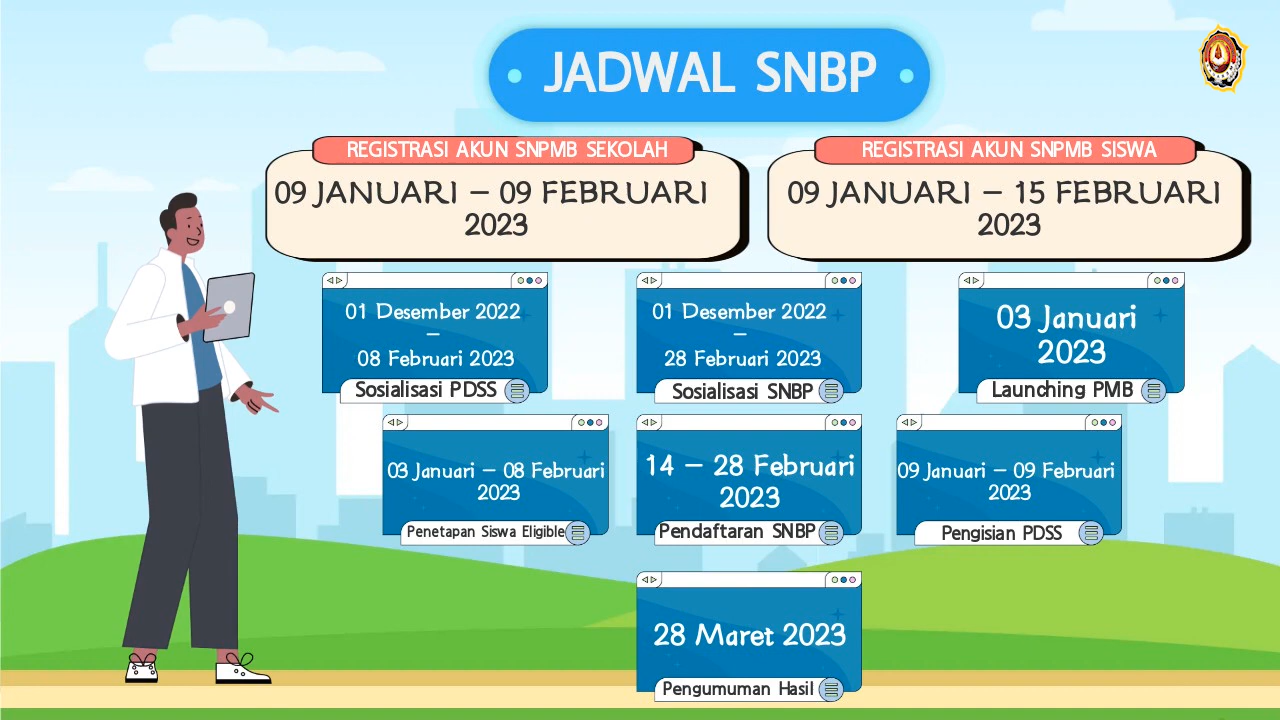 JADWAL SNBP
REGISTRASI AKUN SNPMB SEKOLAH
09 JANUARI – 09 FEBRUARI
2023
REGISTRASI AKUN SNPMB SISWA
09 JANUARI – 15 FEBRUARI
2023
01 Desember 2022
–
08 Februari 2023
Sosialisasi PDSS
01 Desember 2022
–
28 Februari 2023
Sosialisasi SNBP
03 Januari
2023
Launching PMB
03 Januari – 08 Februari
2023
Penetapan Siswa Eligible
14 – 28 Februari
2023
Pendaftaran SNBP
09 Januari – 09 Februari
2023
Pengisian PDSS
28 Maret 2023
Pengumuman Hasil